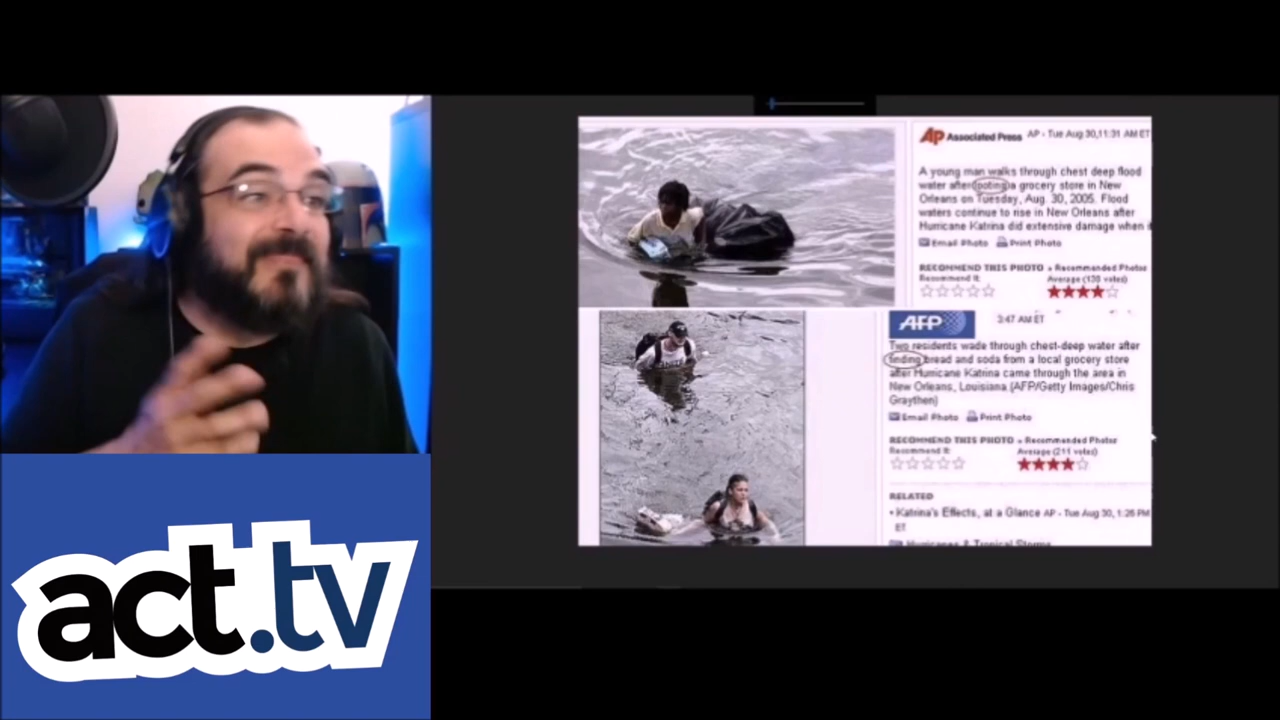 AP Associated Press AP - Tue Aug 30, 11:31 AM ET
A young man walks through chest deep flood
water after looting a grocery store in New
Orleans on Tuesday, Aug. 30, 2005. Flood
waters continue to rise in New Orleans after
Hurricane Katrina did extensive damage when
Email Photo Print Photo
RECOMMEND THIS PHOTO » Recommended Photos
Recommend It: Average (138 votes)
AFP 3:47 AM ET
Two residents wade through chest-deep water after
finding bread and soda from a local grocery store
after Hurricane Katrina came through the area in
New Orleans, Louisiana (AFP/Getty Images/Chris
Graythen)
Email Photo Print Photo
RECOMMEND THIS PHOTO » Recommended Photos
Recommend It: Average (211 votes)
RELATED
• Katrina's Effects, at a Glance AP - Tue Aug 30, 1:26 PM
ET
Hurricanes & Tropical Storms
act.tv